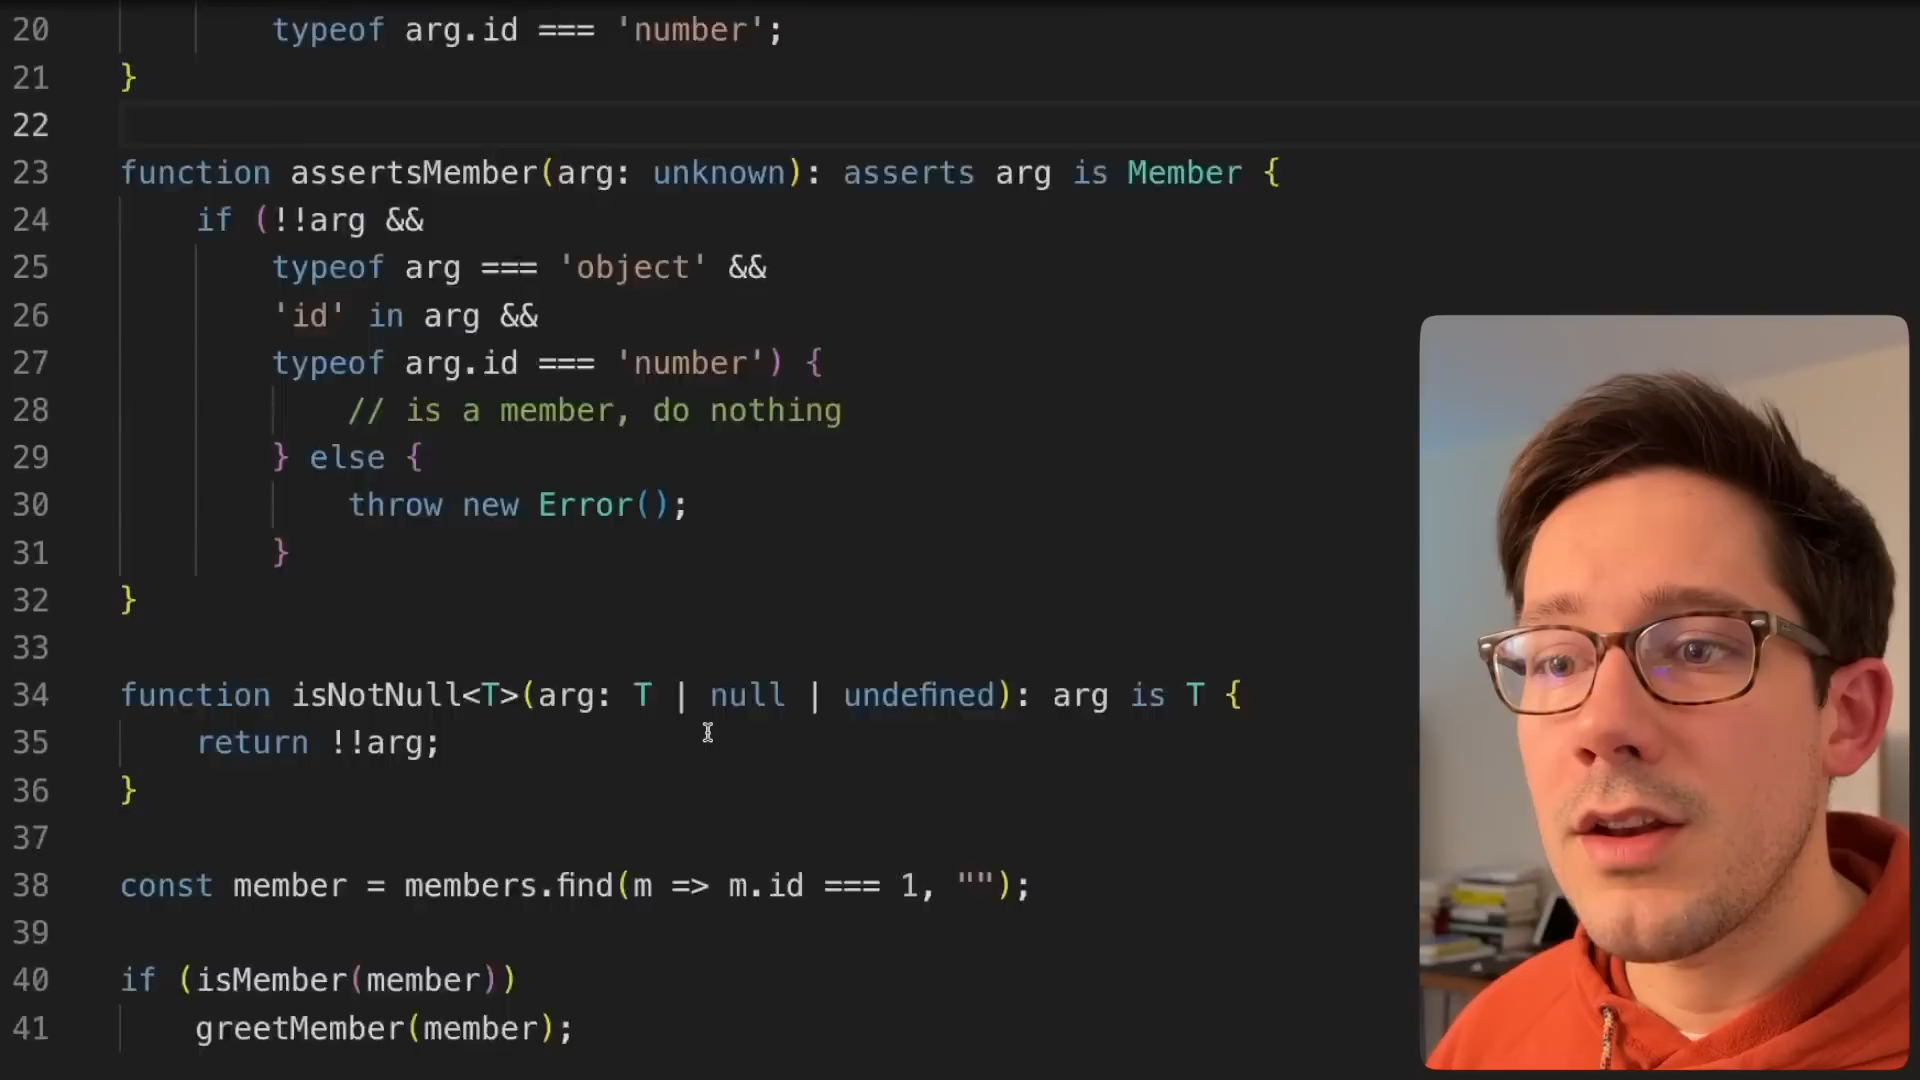 20 typeof arg.id === 'number';
21 }
22
23 function assertsMember(arg: unknown): asserts arg is Member {
24 if (!!arg &&
25 typeof arg === 'object' &&
26 'id' in arg &&
27 typeof arg.id === 'number') {
28 // is a member, do nothing
29 } else {
30 throw new Error();
31 }
32 }
33
34 function isNotNull<T>(arg: T | null | undefined): arg is T {
35 return !!arg;
36 }
37
38 const member = members.find(m => m.id === 1, "");
39
40 if (isMember(member))
41 greetMember(member);